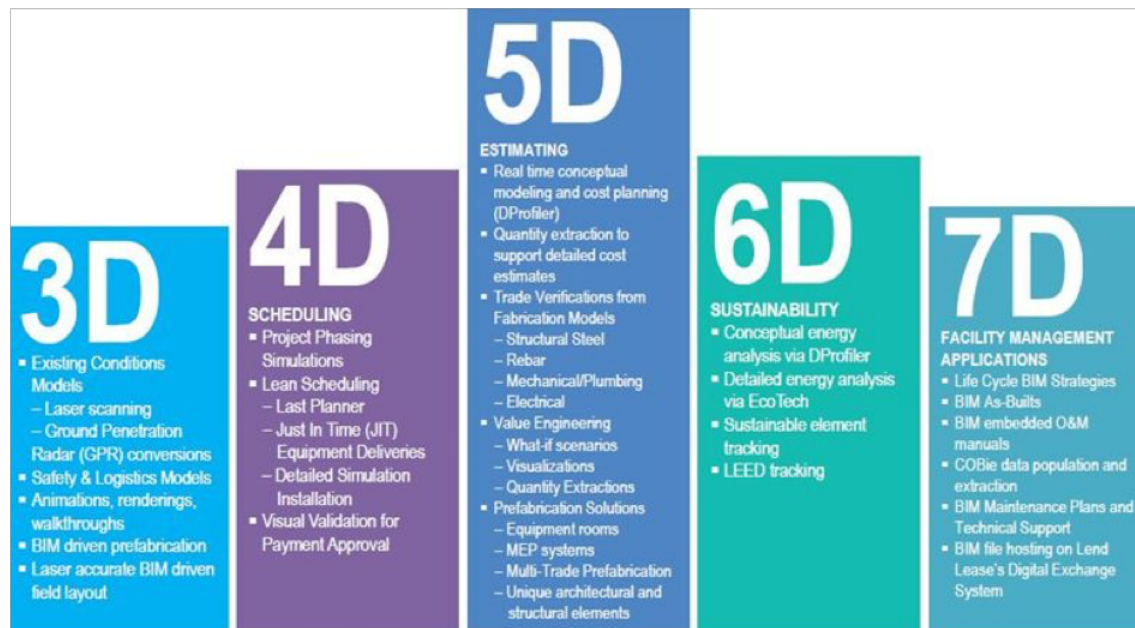 3D
▪ Existing Conditions
Models
– Laser scanning
– Ground Penetration
Radar (GPR) conversions
▪ Safety & Logistics Models
▪ Animations, renderings,
walkthroughs
▪ BIM driven prefabrication
▪ Laser accurate BIM driven
field layout
4D
SCHEDULING
▪ Project Phasing
Simulations
▪ Lean Scheduling
– Last Planner
– Just In Time (JIT)
Equipment Deliveries
– Detailed Simulation
Installation
▪ Visual Validation for
Payment Approval
5D
ESTIMATING
▪ Real time conceptual
modeling and cost planning
(DProfiler)
▪ Quantity extraction to
support detailed cost
estimates
▪ Trade Verifications from
Fabrication Models
– Structural Steel
– Rebar
– Mechanical/Plumbing
– Electrical
▪ Value Engineering
– What-if scenarios
– Visualizations
– Quantity Extractions
▪ Prefabrication Solutions
– Equipment rooms
– MEP systems
– Multi-Trade Prefabrication
– Unique architectural and
structural elements
6D
SUSTAINABILITY
▪ Conceptual energy
analysis via DProfiler
▪ Detailed energy analysis
via EcoTech
▪ Sustainable element
tracking
▪ LEED tracking
7D
FACILITY MANAGEMENT
APPLICATIONS
▪ Life Cycle BIM Strategies
▪ BIM As-Builts
▪ BIM embedded O&M
manuals
▪ COBie data population and
extraction
▪ BIM Maintenance Plans and
Technical Support
▪ BIM file hosting on Lend
Lease's Digital Exchange
System